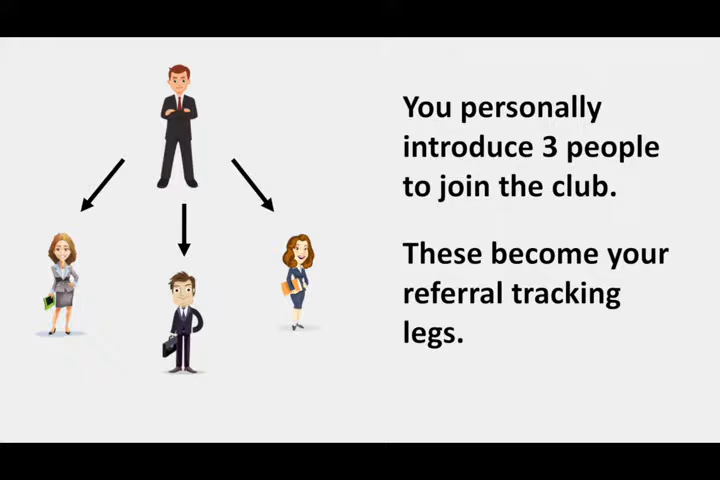 You personally
introduce 3 people
to join the club.
These become your
referral tracking
legs.